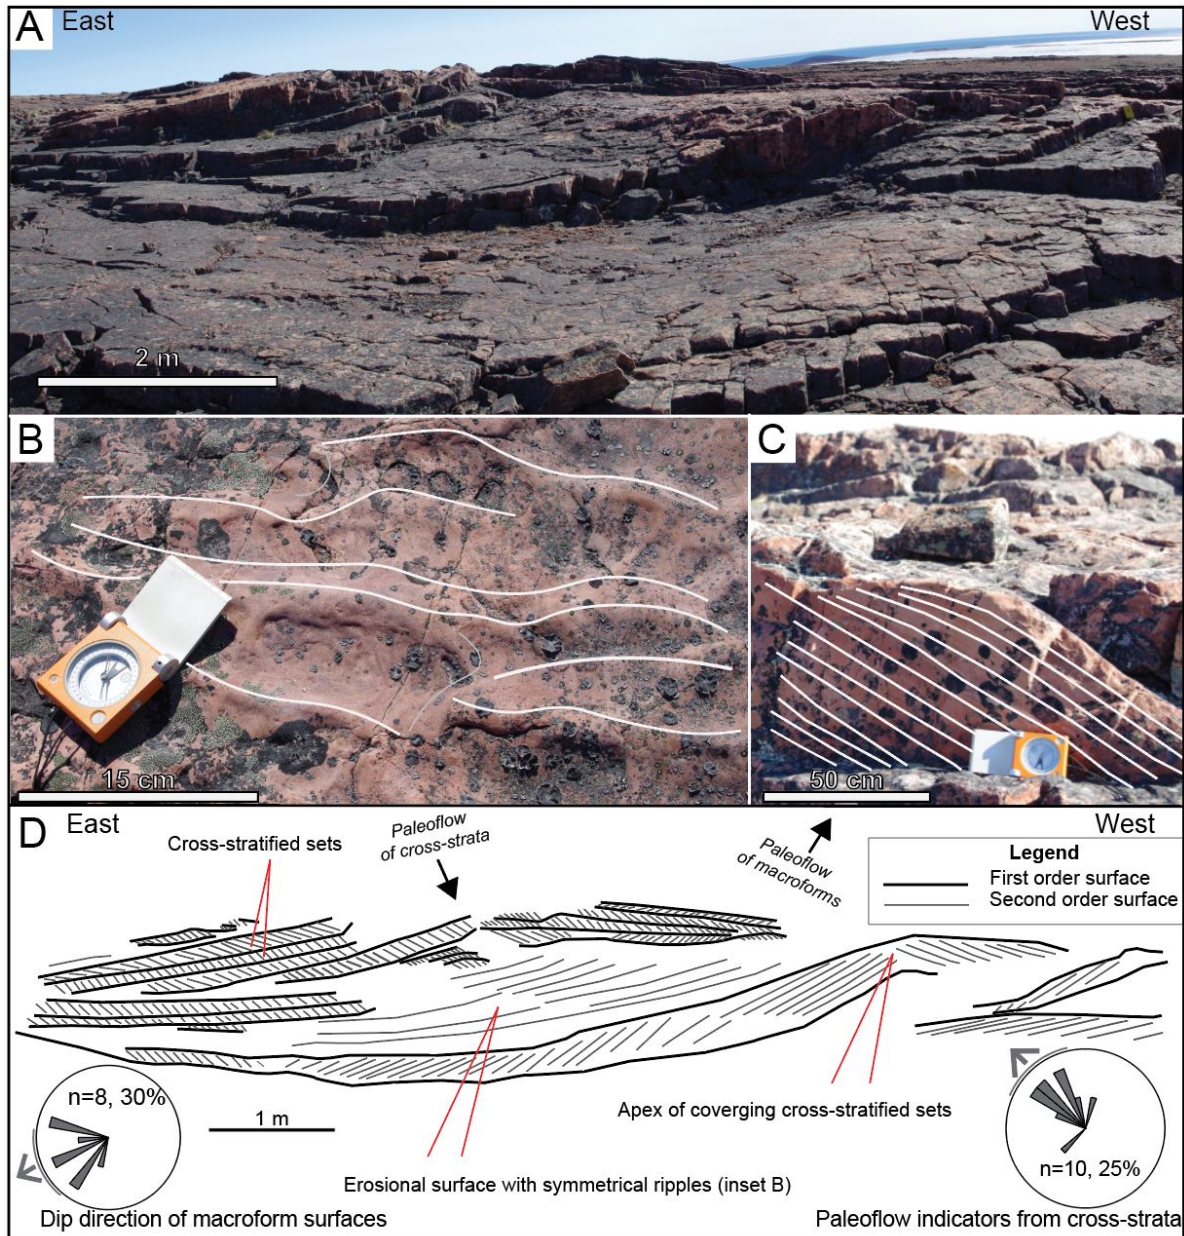 A
East
West
2 m
B
15 cm
C
50 cm
D
East
West
Cross-stratified sets
Paleoflow
of cross-strata
Paleoflow
of macroforms
Legend
First order surface
Second order surface
n=8, 30%
1 m
Apex of coverging cross-stratified sets
n=10, 25%
Erosional surface with symmetrical ripples (inset B)
Dip direction of macroform surfaces
Paleoflow indicators from cross-strata